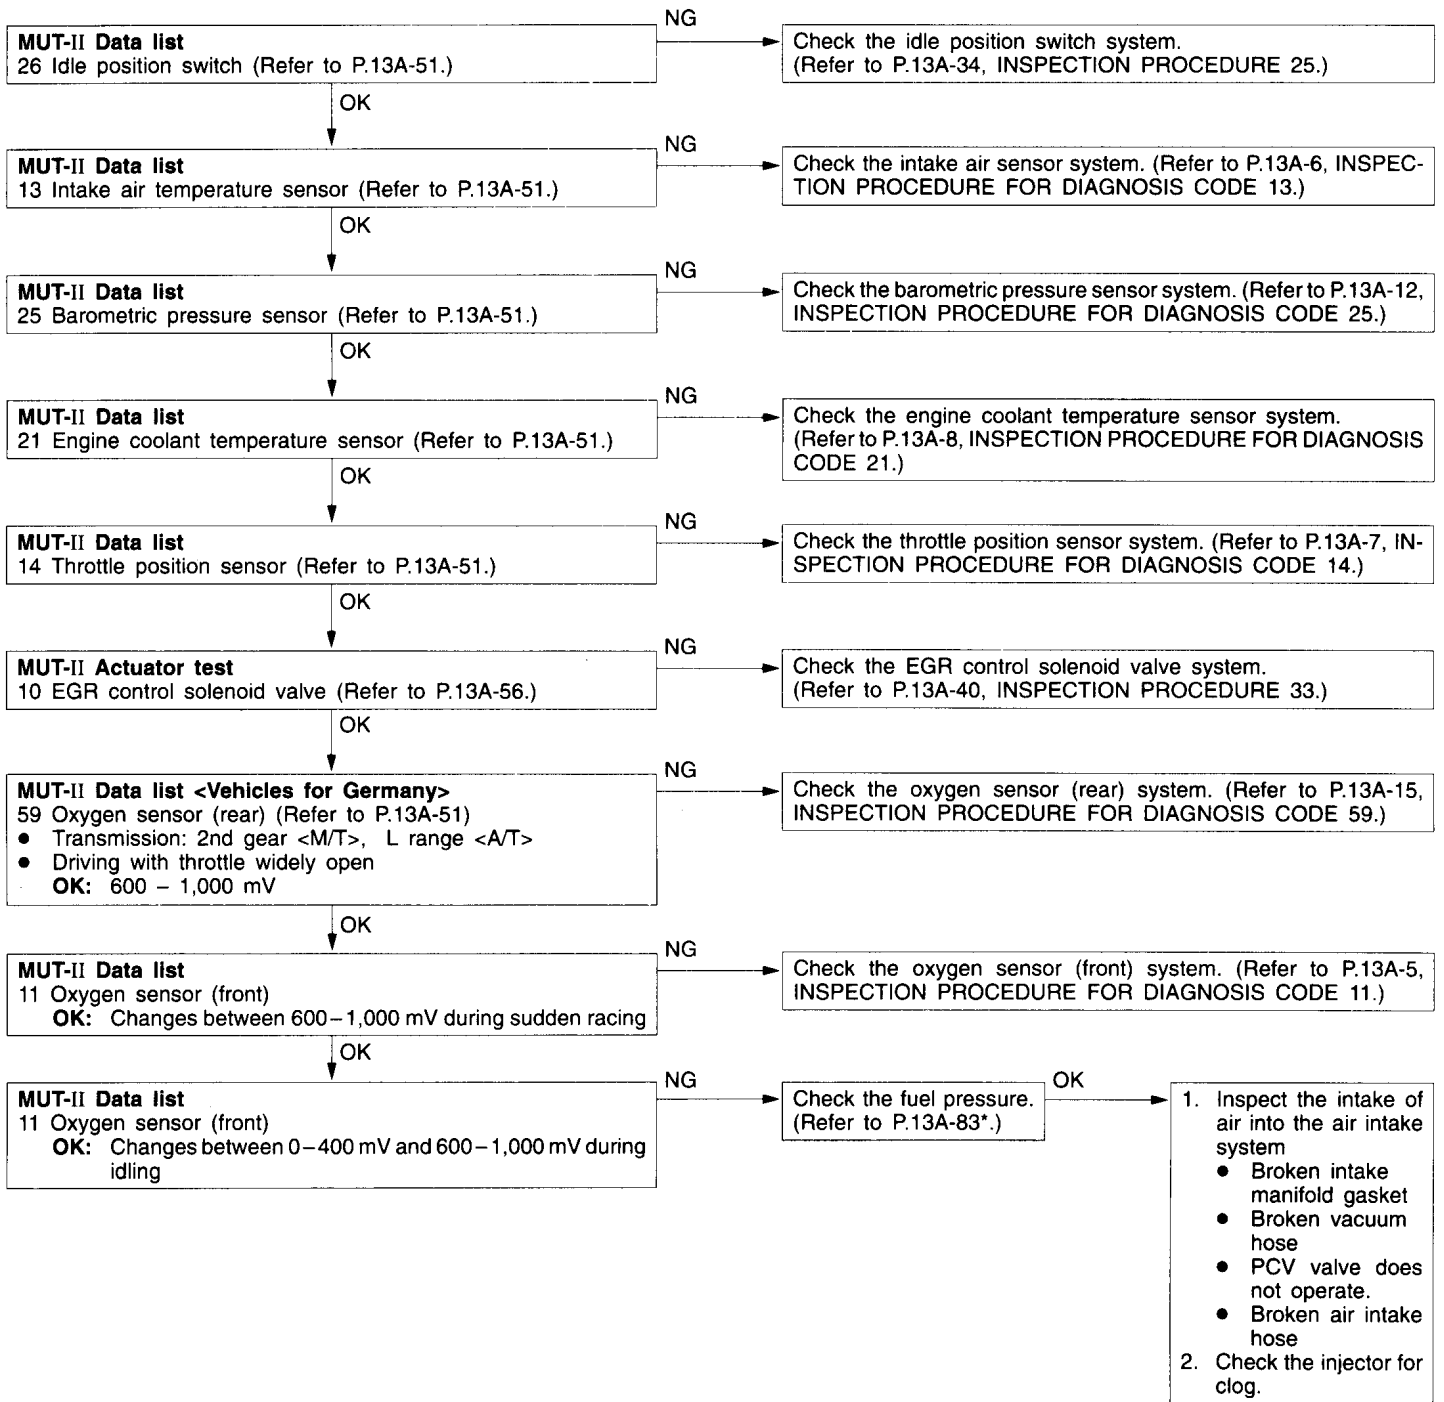 NG
MUT-II Data list
26 Idle position switch (Refer to P.13A-51.)
Check the idle position switch system.
(Refer to P.13A-34, INSPECTION PROCEDURE 25.)
OK
NG
MUT-II Data list
13 Intake air temperature sensor (Refer to P.13A-51.)
Check the intake air sensor system. (Refer to P.13A-6, INSPEC-
TION PROCEDURE FOR DIAGNOSIS CODE 13.)
OK
NG
MUT-II Data list
25 Barometric pressure sensor (Refer to P.13A-51.)
Check the barometric pressure sensor system. (Refer to P.13A-12,
INSPECTION PROCEDURE FOR DIAGNOSIS CODE 25.)
OK
NG
MUT-II Data list
21 Engine coolant temperature sensor (Refer to P.13A-51.)
Check the engine coolant temperature sensor system.
(Refer to P.13A-8, INSPECTION PROCEDURE FOR DIAGNOSIS
CODE 21.)
OK
NG
MUT-II Data list
14 Throttle position sensor (Refer to P.13A-51.)
Check the throttle position sensor system. (Refer to P.13A-7, IN-
SPECTION PROCEDURE FOR DIAGNOSIS CODE 14.)
OK
NG
MUT-II Actuator test
10 EGR control solenoid valve (Refer to P.13A-56.)
Check the EGR control solenoid valve system.
(Refer to P.13A-40, INSPECTION PROCEDURE 33.)
OK
NG
MUT-II Data list <Vehicles for Germany>
59 Oxygen sensor (rear) (Refer to P.13A-51)
● Transmission: 2nd gear <M/T>, L range <A/T>
● Driving with throttle widely open
OK: 600 – 1,000 mV
Check the oxygen sensor (rear) system. (Refer to P.13A-15,
INSPECTION PROCEDURE FOR DIAGNOSIS CODE 59.)
OK
NG
MUT-II Data list
11 Oxygen sensor (front)
OK: Changes between 600–1,000 mV during sudden racing
Check the oxygen sensor (front) system. (Refer to P.13A-5,
INSPECTION PROCEDURE FOR DIAGNOSIS CODE 11.)
OK
NG
MUT-II Data list
11 Oxygen sensor (front)
OK: Changes between 0–400 mV and 600–1,000 mV during
idling
Check the fuel pressure.
(Refer to P.13A-83*.)
OK
1. Inspect the intake of
air into the air intake
system
● Broken intake
manifold gasket
● Broken vacuum
hose
● PCV valve does
not operate.
● Broken air intake
hose
2. Check the injector for
clog.